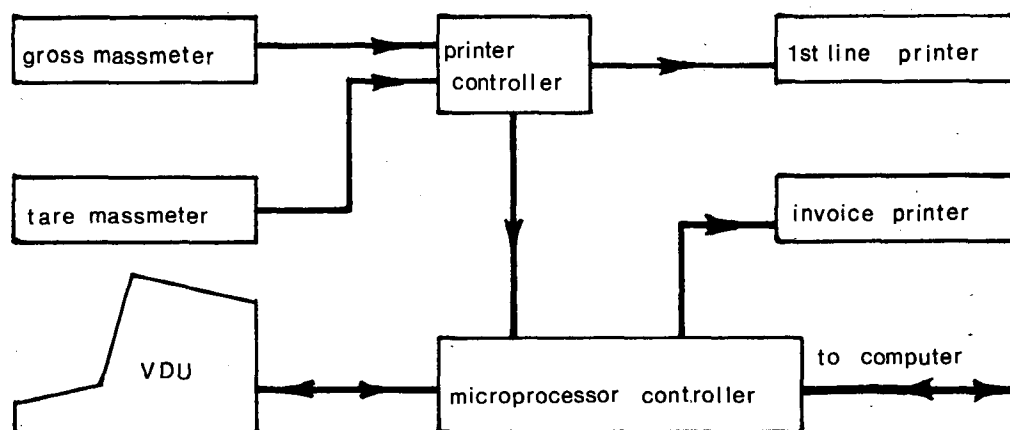 gross massmeter
printer
controller
1st line printer
tare massmeter
invoice printer
VDU
microprocessor controller
to computer